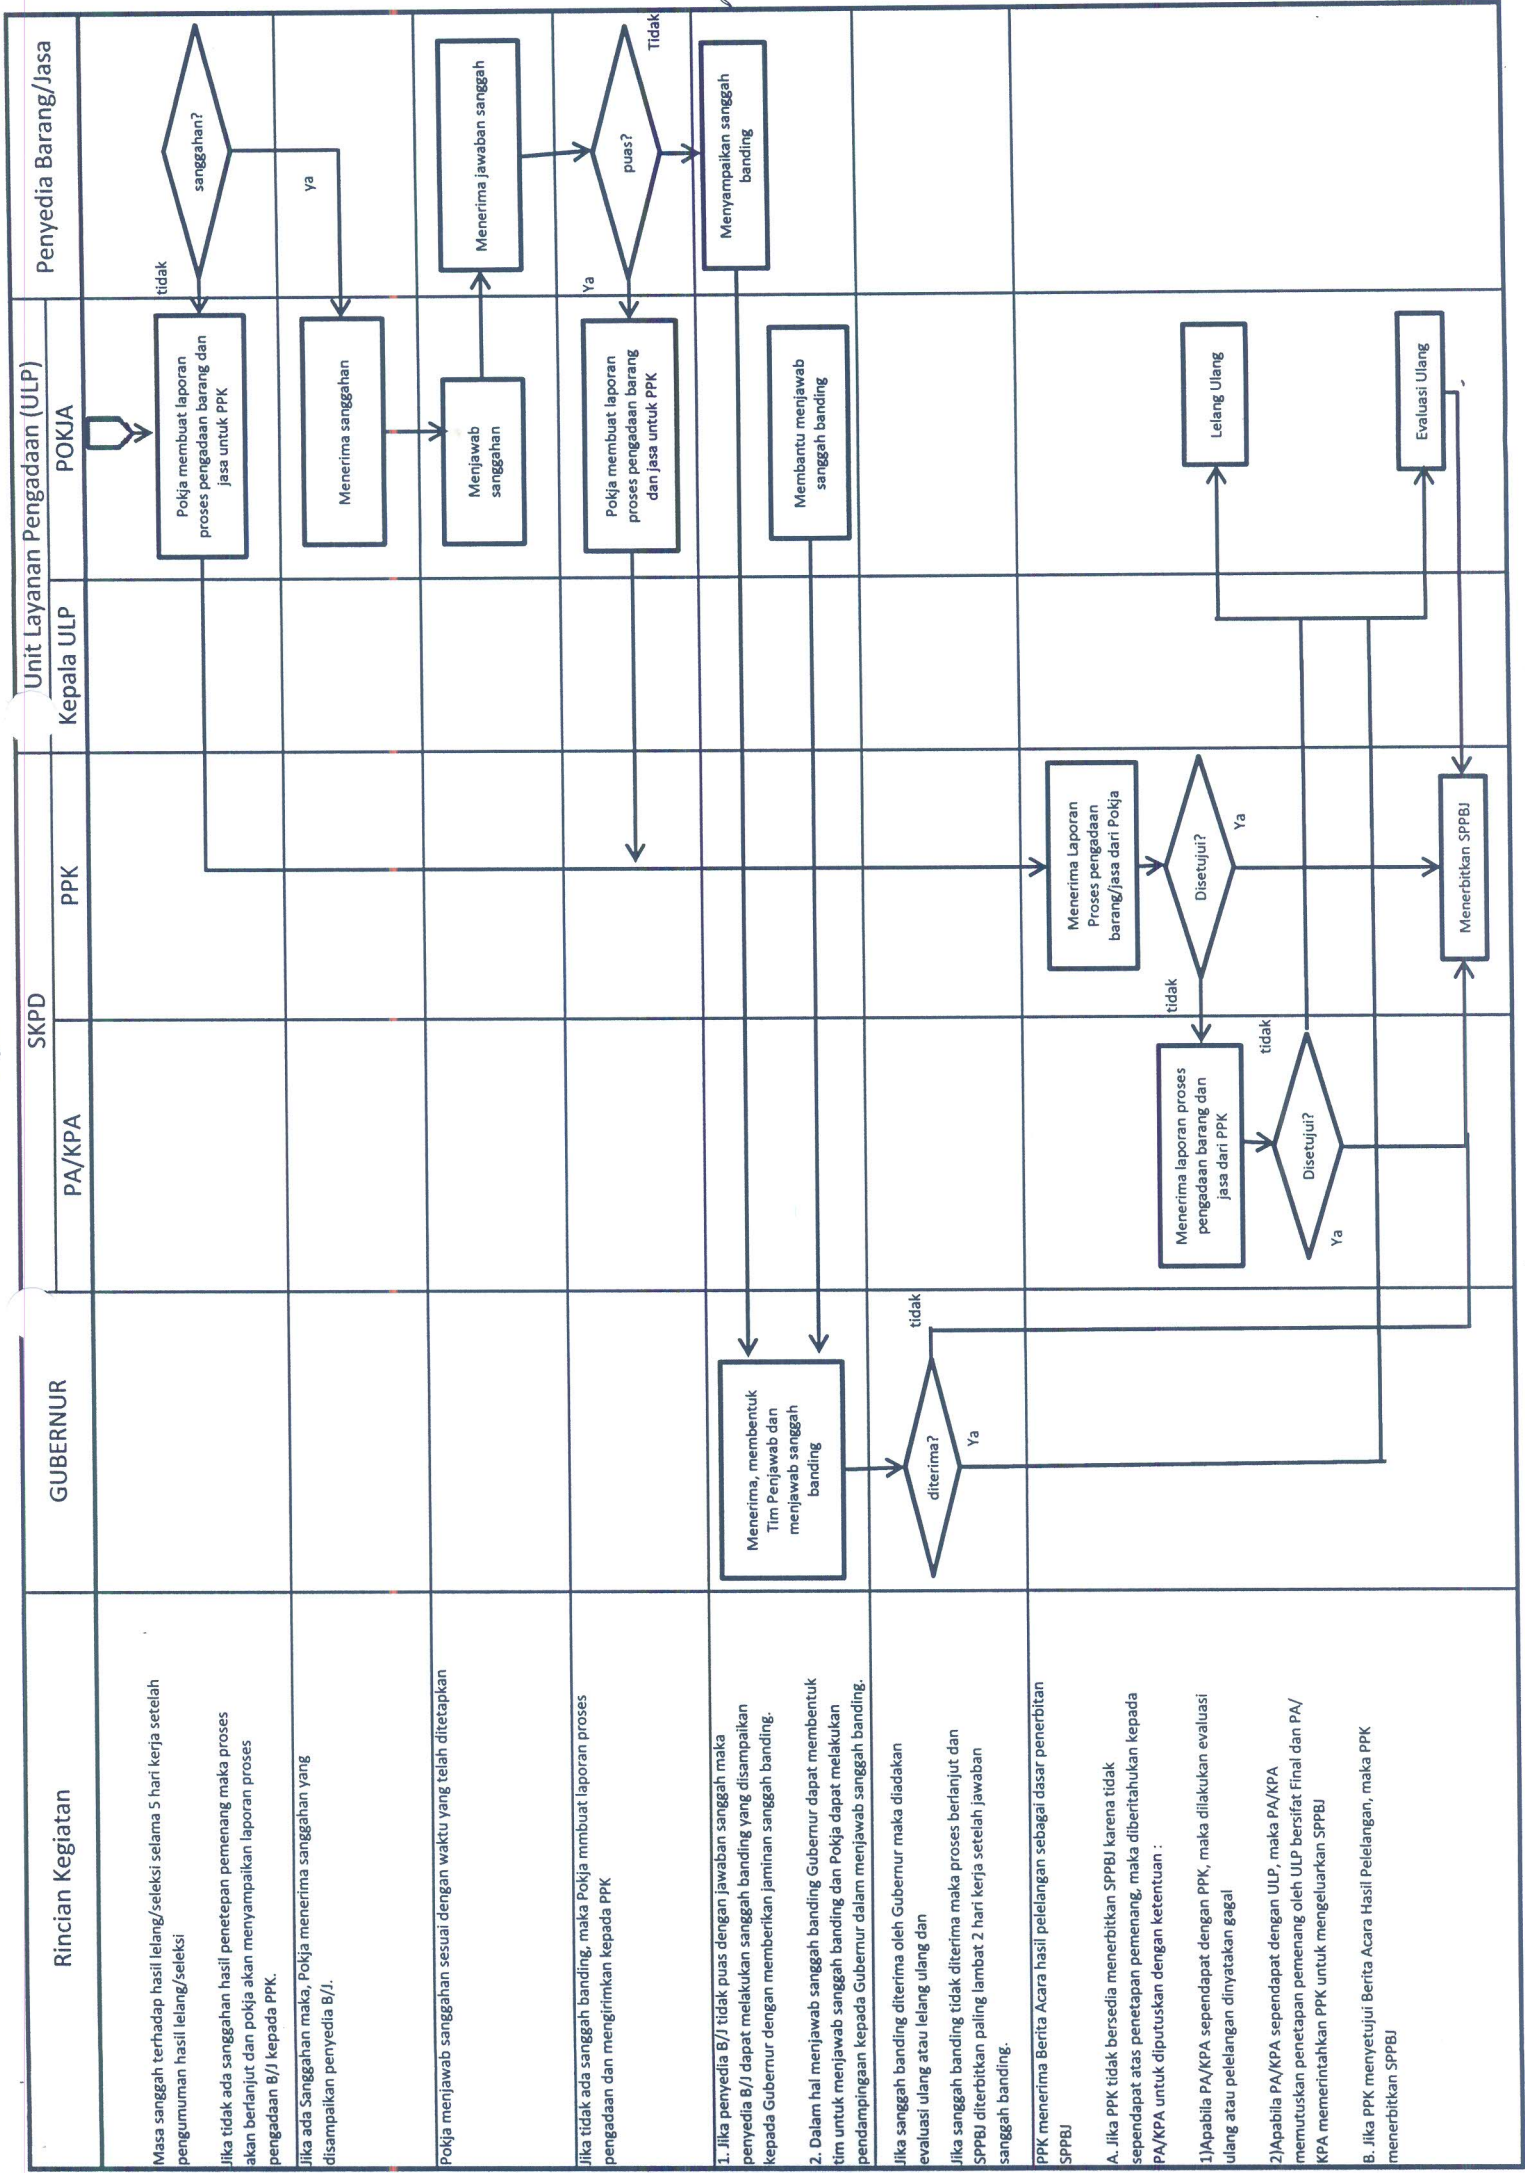 Rincian Kegiatan
GUBERNUR
SKPD
PA/KPA
PPK
Unit Layanan Pengadaan (ULP)
Kepala ULP
POKJA
Penyedia Barang/Jasa
Masa sanggah terhadap hasil lelang/seleksi selama 5 hari kerja setelah
pengumuman hasil lelang/seleksi
Jika tidak ada sanggahan hasil penetepan pemenang maka proses
akan berlanjut dan pokja akan menyampaikan laporan proses
pengadaan B/J kepada PPK.
Pokja membuat laporan
proses pengadaan barang dan
jasa untuk PPK
tidak
sanggahan?
Jika ada Sanggahan maka, Pokja menerima sanggahan yang
disampaikan penyedia B/J.
Menerima sanggahan
ya
Pokja menjawab sanggahan sesuai dengan waktu yang telah ditetapkan
Menjawab
sanggahan
Menerima jawaban sanggah
Jika tidak ada sanggah banding, maka Pokja mmbuat laporan proses
pengadaan dan mengirimkan kepada PPK
Pokja membuat laporan
proses pengadaan barang
dan jasa untuk PPK
Ya
puas?
Tidak
1. Jika penyedia B/J tidak puas dengan jawaban sanggah maka
penyedia B/J dapat melakukan sanggah banding yang disampaikan
kepada Gubernur dengan memberikan jaminan sanggah banding.
2. Dalam hal menjawab sanggah banding Gubernur dapat membentuk
tim untuk menjawab sanggah banding dan Pokja dapat melakukan
pendampingaan kepada Gubernur dalam menjawab sanggah banding.
Menerima, membentuk
Tim Penjawab dan
menjawab sanggah
banding
Membantu menjawab
sanggah banding
Menyampaikan sanggah
banding
Jika sanggah banding diterima oleh Gubernur maka diadakan
evaluasi ulang atau lelang ulang dan
Jika sanggah banding tidak diterima maka proses berlanjut dan
SPPBJ diterbitkan paling lambat 2 hari kerja setelah jawaban
sanggah banding.
diterima?
tidak
Ya
PPK menerima Berita Acara hasil pelelangan sebagai dasar penerbitan
SPPBJ
A. Jika PPK tidak bersedia menerbitkan SPPBJ karena tidak
sependapat atas penetapan pemenang, maka diberitahukan kepada
PA/KPA untuk diputuskan dengan ketentuan :
1)Apabila PA/KPA sependapat dengan PPK, maka dilakukan evaluasi
ulang atau pelelangan dinyatakan gagal
2)Apabila PA/KPA sependapat dengan ULP, maka PA/KPA
memutuskan penetapan pemenang oleh ULP bersifat Final dan PA/
KPA memerintahkan PPK untuk mengeluarkan SPPBJ
B. Jika PPK menyetujui Berita Acara Hasil Pelelangan, maka PPK
menerbitkan SPPBJ
Menerima Laporan
Proses pengadaan
barang/jasa dari Pokja
Disetujui?
tidak
Ya
Menerima laporan proses
pengadaan barang dan
jasa dari PPK
Disetujui?
tidak
Ya
Lelang Ulang
Evaluasi Ulang
Menerbitkan SPPBJ